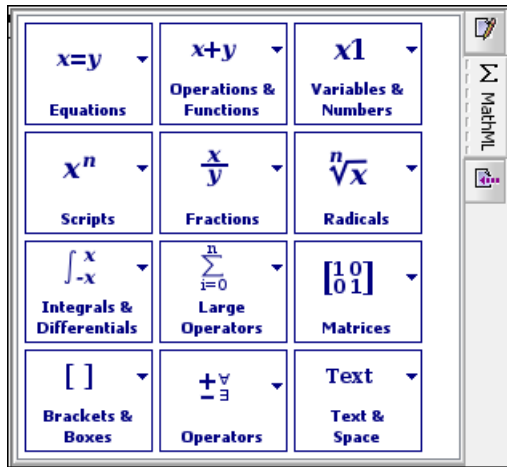 x=y
x+y
x1
Equations
Operations &
Functions
Variables &
Numbers
xⁿ
x
y
ⁿ√x
Scripts
Fractions
Radicals
∫ x
-x
n
∑
i=0
[1 0
0 1]
Integrals &
Differentials
Large
Operators
Matrices
[ ]
± ∀
∃
Text
Brackets &
Boxes
Operators
Text &
Space
∑ MathML